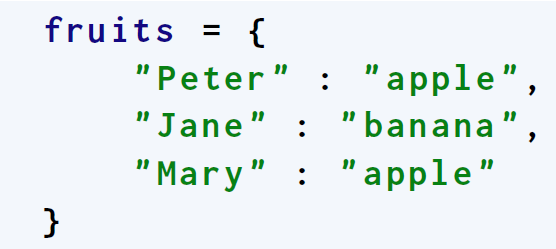 fruits = {
    "Peter" : "apple",
    "Jane" : "banana",
    "Mary" : "apple"
}